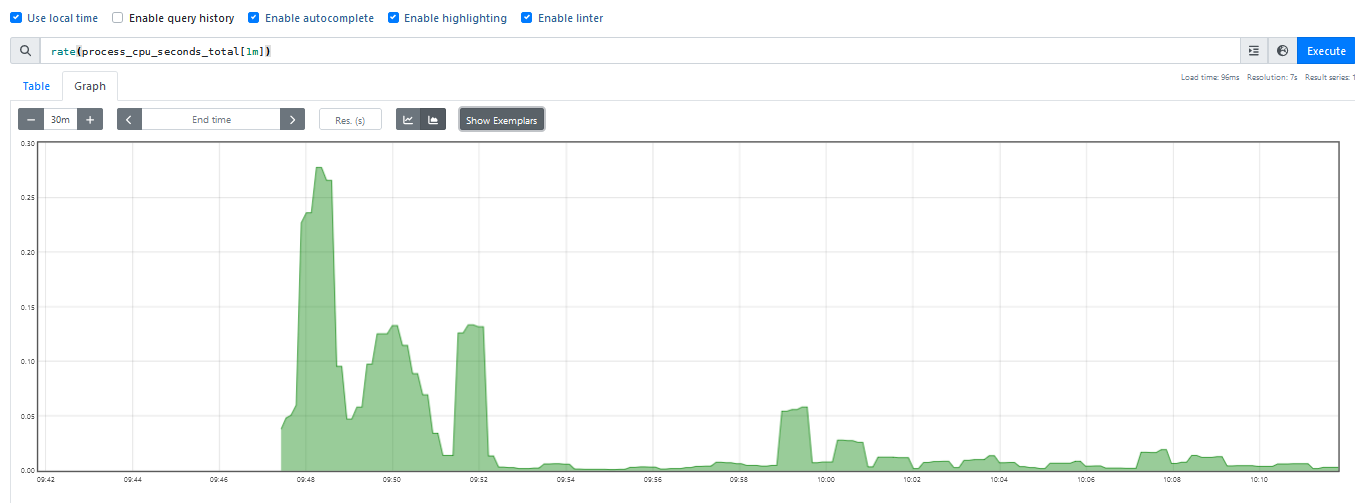 Use local time Enable query history Enable autocomplete Enable highlighting Enable linter
rate(process_cpu_seconds_total[1m]) Execute
Load time: 96ms Resolution: 7s Result series: 1
Table Graph
30m End time Res. (s) Show Exemplars
0.30
0.25
0.20
0.15
0.10
0.05
0.00
09:42 09:44 09:46 09:48 09:50 09:52 09:54 09:56 09:58 10:00 10:02 10:04 10:06 10:08 10:10